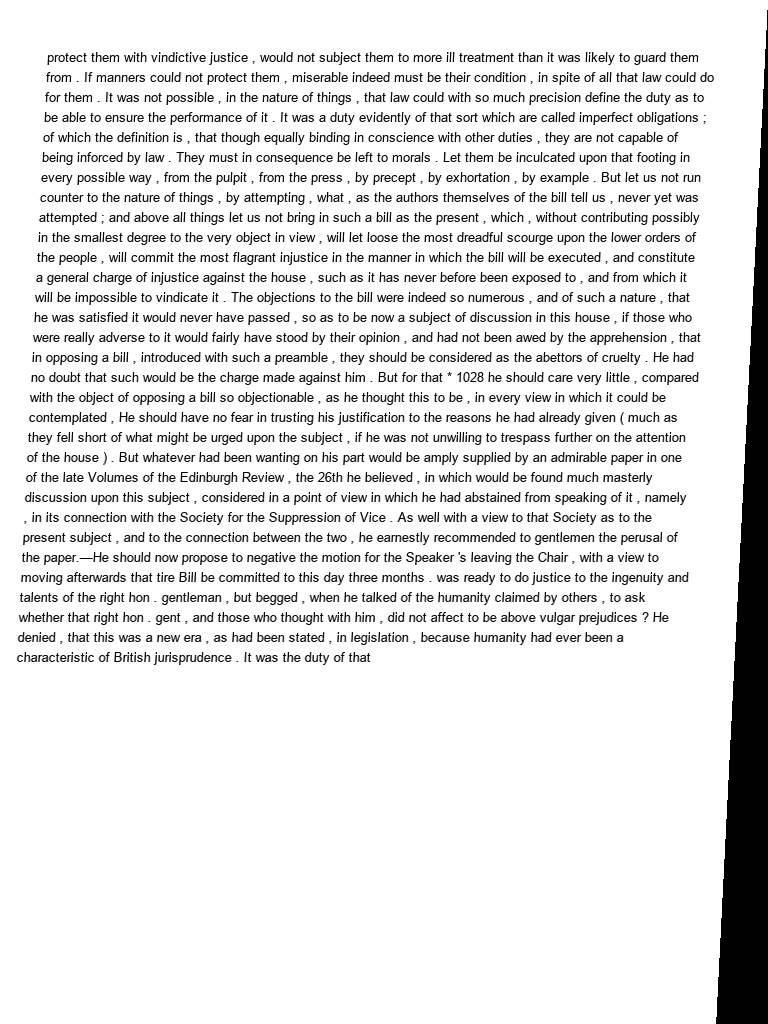 protect them with vindictive justice , would not subject them to more ill treatment than it was likely to guard them
from . If manners could not protect them , miserable indeed must be their condition , in spite of all that law could do
for them . It was not possible , in the nature of things , that law could with so much precision define the duty as to
be able to ensure the performance of it . It was a duty evidently of that sort which are called imperfect obligations ;
of which the definition is , that though equally binding in conscience with other duties , they are not capable of
being inforced by law . They must in consequence be left to morals . Let them be inculcated upon that footing in
every possible way , from the pulpit , from the press , by precept , by exhortation , by example . But let us not run
counter to the nature of things , by attempting , what , as the authors themselves of the bill tell us , never yet was
attempted ; and above all things let us not bring in such a bill as the present , which , without contributing possibly
in the smallest degree to the very object in view , will let loose the most dreadful scourge upon the lower orders of
the people , will commit the most flagrant injustice in the manner in which the bill will be executed , and constitute
a general charge of injustice against the house , such as it has never before been exposed to , and from which it
will be impossible to vindicate it . The objections to the bill were indeed so numerous , and of such a nature , that
he was satisfied it would never have passed , so as to be now a subject of discussion in this house , if those who
were really adverse to it would fairly have stood by their opinion , and had not been awed by the apprehension , that
in opposing a bill , introduced with such a preamble , they should be considered as the abettors of cruelty . He had
no doubt that such would be the charge made against him . But for that * 1028 he should care very little , compared
with the object of opposing a bill so objectionable , as he thought this to be , in every view in which it could be
contemplated , He should have no fear in trusting his justification to the reasons he had already given ( much as
they fell short of what might be urged upon the subject , if he was not unwilling to trespass further on the attention
of the house ) . But whatever had been wanting on his part would be amply supplied by an admirable paper in one
of the late Volumes of the Edinburgh Review , the 26th he believed , in which would be found much masterly
discussion upon this subject , considered in a point of view in which he had abstained from speaking of it , namely
, in its connection with the Society for the Suppression of Vice . As well with a view to that Society as to the
present subject , and to the connection between the two , he earnestly recommended to gentlemen the perusal of
the paper.—He should now propose to negative the motion for the Speaker 's leaving the Chair , with a view to
moving afterwards that tire Bill be committed to this day three months . was ready to do justice to the ingenuity and
talents of the right hon . gentleman , but begged , when he talked of the humanity claimed by others , to ask
whether that right hon . gent , and those who thought with him , did not affect to be above vulgar prejudices ? He
denied , that this was a new era , as had been stated , in legislation , because humanity had ever been a
characteristic of British jurisprudence . It was the duty of that